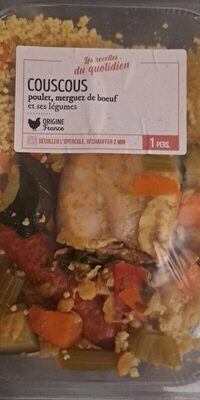 Les recettes
du quotidien
COUSCOUS
poulet, merguez de boeuf
et ses légumes
ORIGINE
France
DÉCOLLER L'OPERCULE, RÉCHAUFFER 2 MIN
1 PERS.